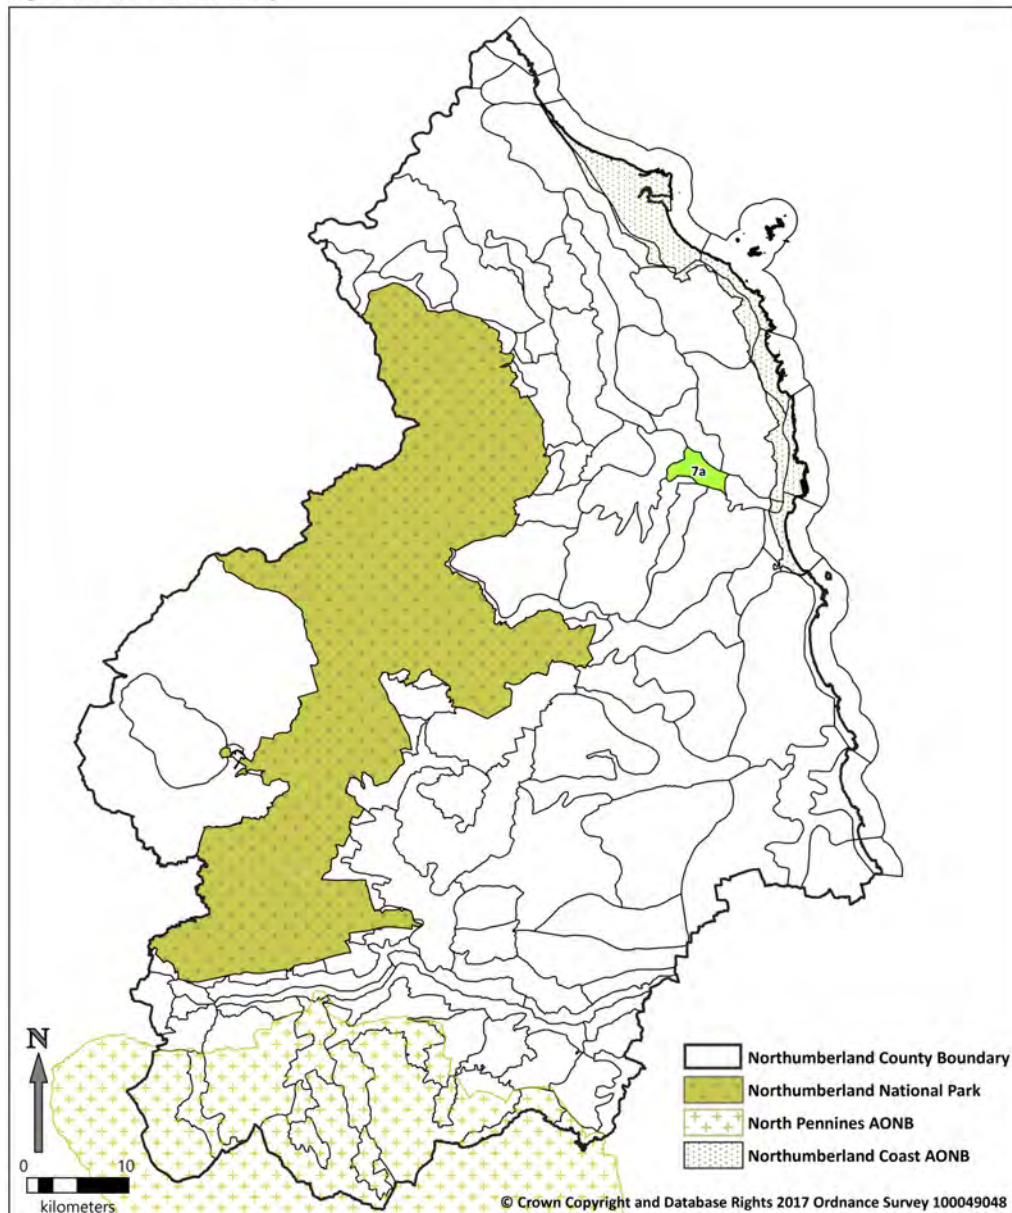 7a
N
0 10
kilometers
Northumberland County Boundary
Northumberland National Park
North Pennines AONB
Northumberland Coast AONB
© Crown Copyright and Database Rights 2017 Ordnance Survey 100049048